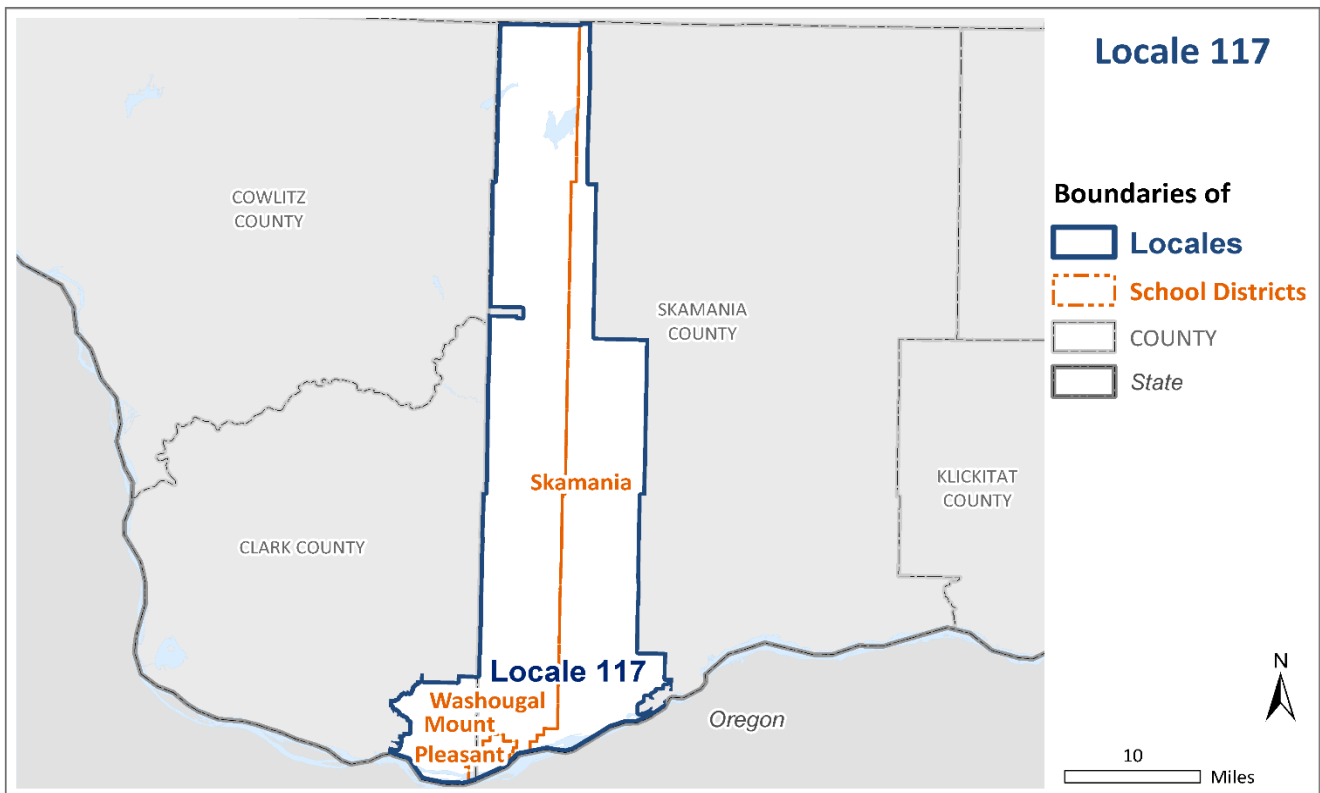 Locale 117
COWLITZ
COUNTY
SKAMANIA
COUNTY
Skamania
KLICKITAT
COUNTY
CLARK COUNTY
Locale 117
Washougal
Mount
Pleasant
Oregon
Boundaries of
Locales
School Districts
COUNTY
State
N
10
Miles